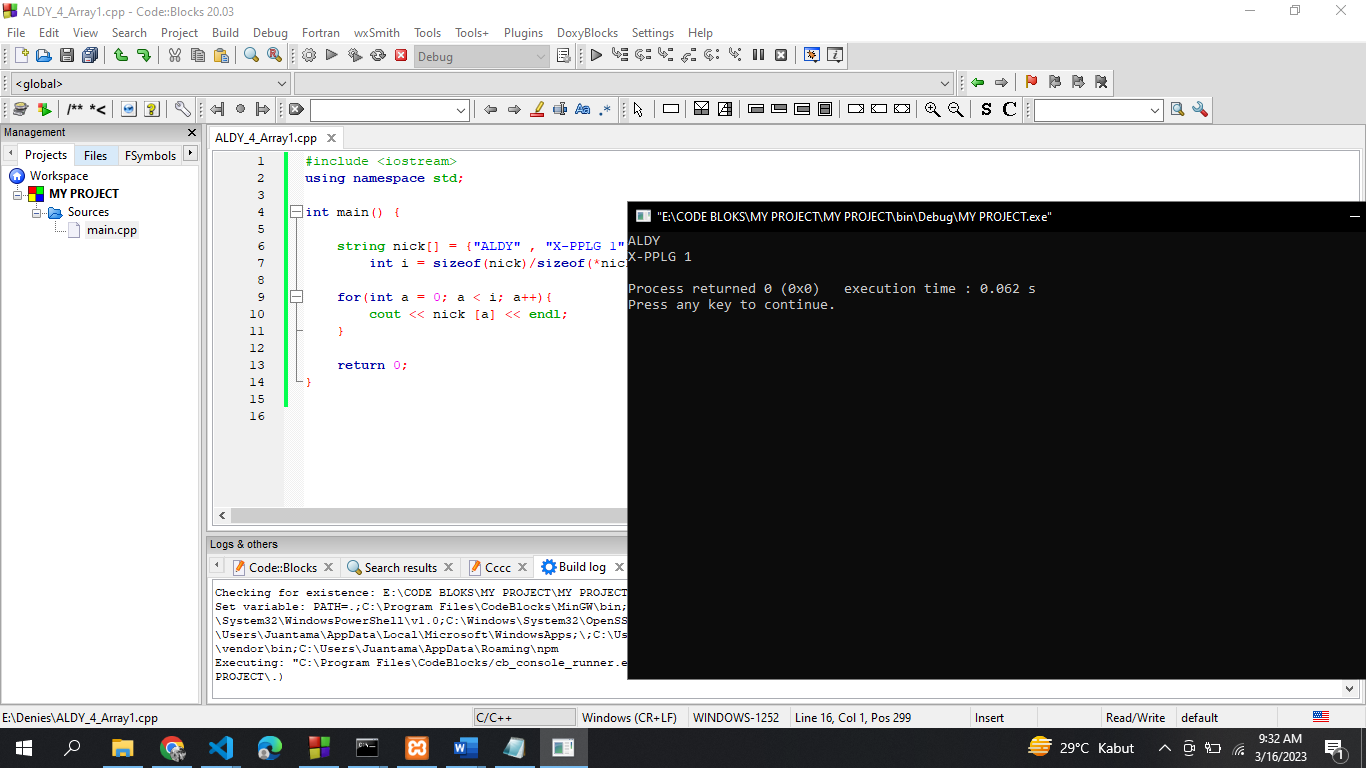 ALDY_4_Array1.cpp - Code::Blocks 20.03
File Edit View Search Project Build Debug Fortran wxSmith Tools Tools+ Plugins DoxyBlocks Settings Help
Debug
<global>
/** *<
Aa .*
S C
Management
Projects Files FSymbols
Workspace
MY PROJECT
Sources
main.cpp
ALDY_4_Array1.cpp
1 #include <iostream>
2 using namespace std;
3
4 int main() {
5
6 string nick[] = {"ALDY" , "X-PPLG 1"
7 int i = sizeof(nick)/sizeof(*nic
8
9 for(int a = 0; a < i; a++){
10 cout << nick [a] << endl;
11 }
12
13 return 0;
14 }
15
16
"E:\CODE BLOKS\MY PROJECT\MY PROJECT\bin\Debug\MY PROJECT.exe"
ALDY
X-PPLG 1
Process returned 0 (0x0) execution time : 0.062 s
Press any key to continue.
Logs & others
Code::Blocks Search results Cccc Build log
Checking for existence: E:\CODE BLOKS\MY PROJECT\MY PROJECT
Set variable: PATH=.;C:\Program Files\CodeBlocks\MinGW\bin;
\System32\WindowsPowerShell\v1.0;C:\Windows\System32\OpenSS
\Users\Juantama\AppData\Local\Microsoft\WindowsApps;\;C:\Us
\vendor\bin;C:\Users\Juantama\AppData\Roaming\npm
Executing: "C:\Program Files\CodeBlocks/cb_console_runner.e
PROJECT\.)
E:\Denies\ALDY_4_Array1.cpp C/C++ Windows (CR+LF) WINDOWS-1252 Line 16, Col 1, Pos 299 Insert Read/Write default
29°C Kabut
9:32 AM
3/16/2023
1